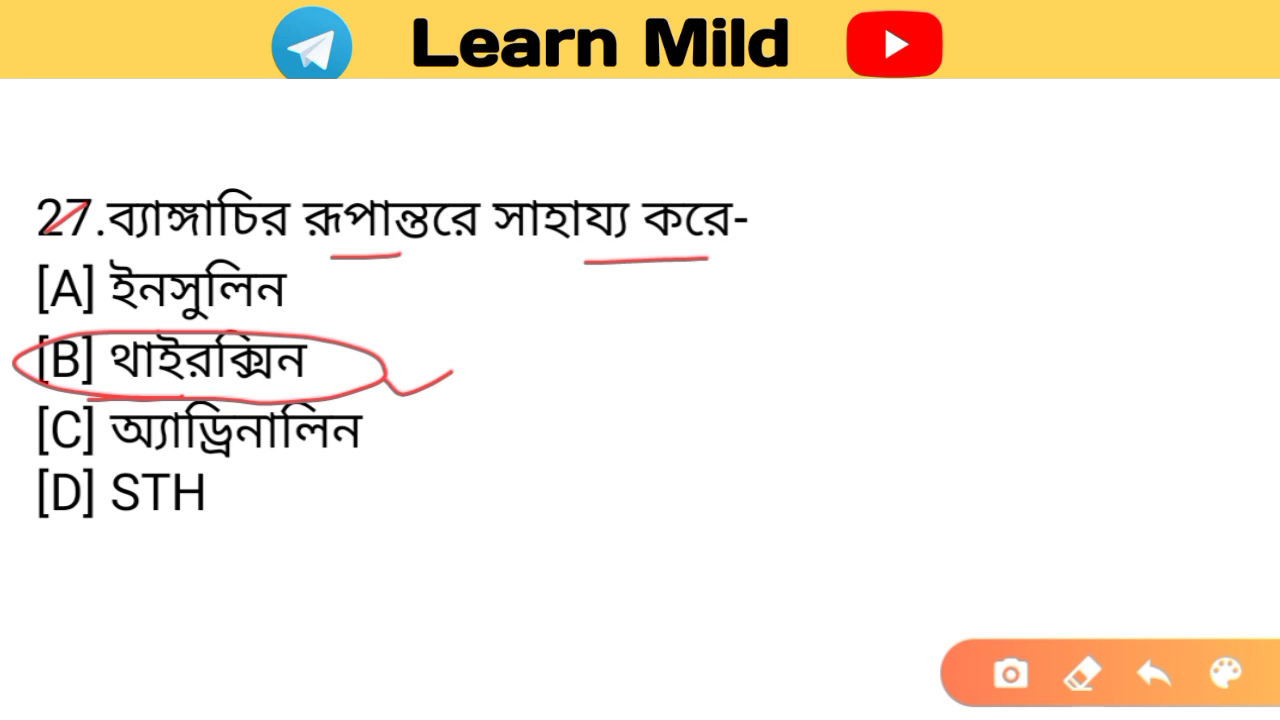 Learn Mild
27.ব্যাঙ্গাচির রূপান্তরে সাহায্য করে-
[A] ইনসুলিন
[B] থাইরক্সিন
[C] অ্যাড্রিনালিন
[D] STH